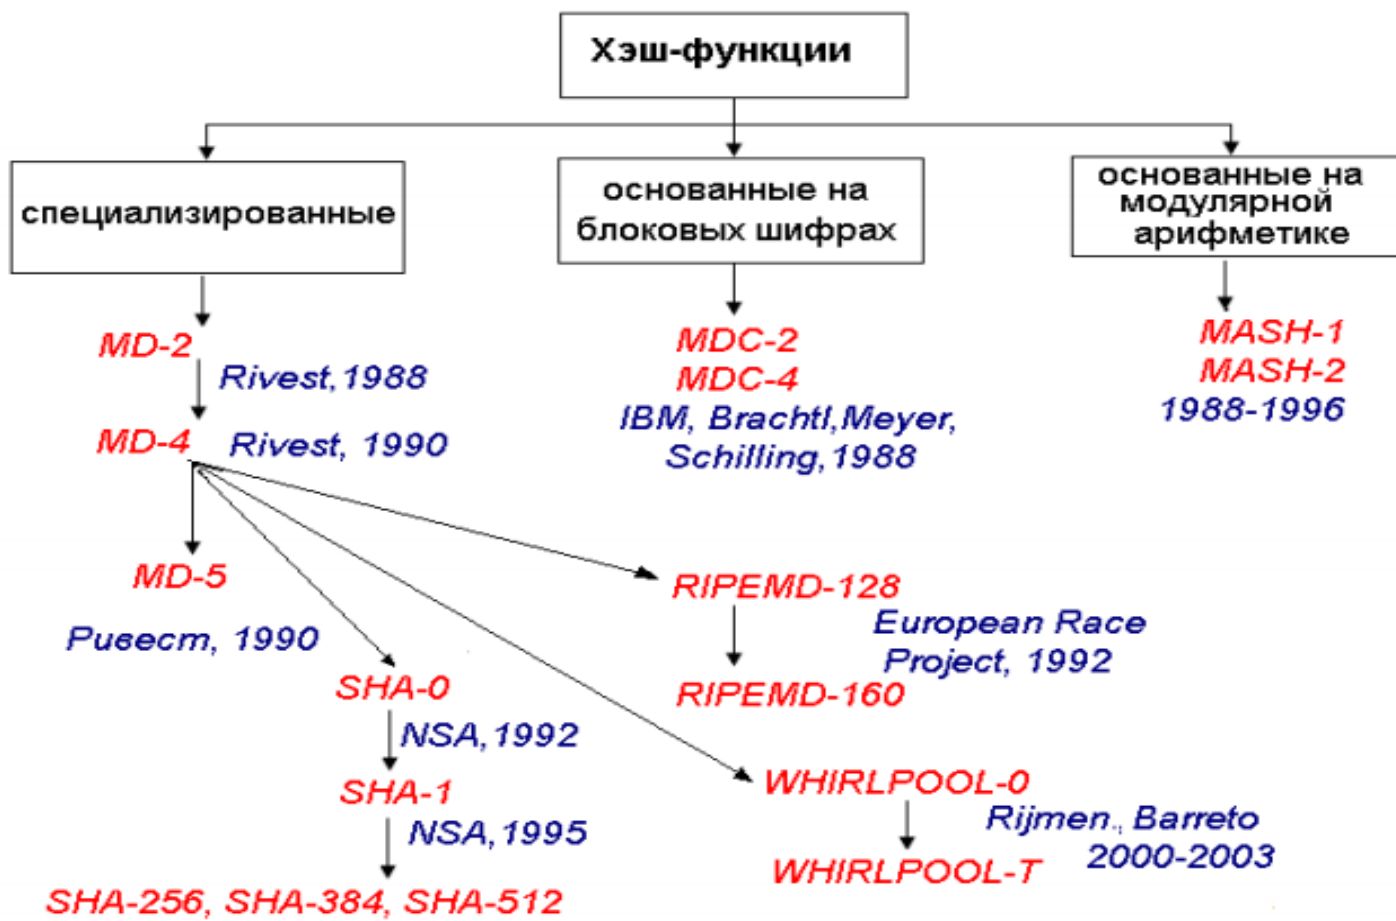 Хэш-функции
специализированные
основанные на
блоковых шифрах
основанные на
модулярной
арифметике
MD-2
Rivest,1988
MD-4
Rivest, 1990
MDC-2
MDC-4
IBM, Brachtl,Meyer,
Schilling,1988
MASH-1
MASH-2
1988-1996
MD-5
Ривест, 1990
RIPEMD-128
European Race
Project, 1992
RIPEMD-160
SHA-0
NSA,1992
SHA-1
NSA,1995
SHA-256, SHA-384, SHA-512
WHIRLPOOL-0
Rijmen., Barreto
2000-2003
WHIRLPOOL-T